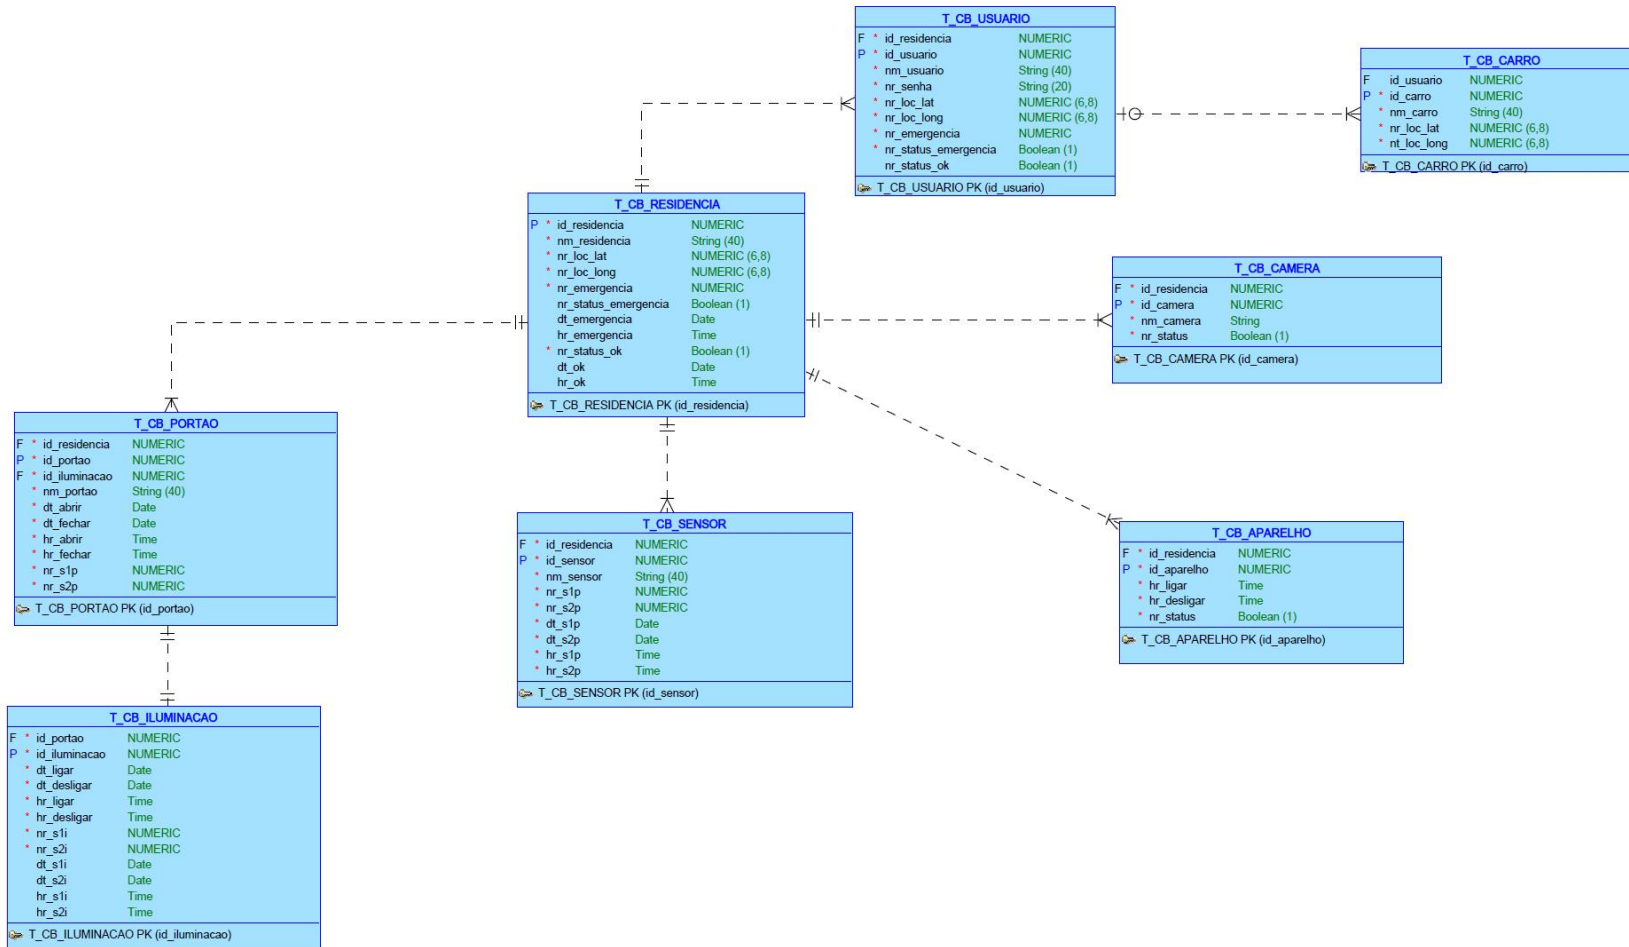 T_CB_USUARIO
F * id_residencia NUMERIC
P * id_usuario NUMERIC
* nm_usuario String (40)
* nr_senha String (20)
* nr_loc_lat NUMERIC (6,8)
* nr_loc_long NUMERIC (6,8)
* nr_emergencia NUMERIC
* nr_status_emergencia Boolean (1)
nr_status_ok Boolean (1)
T_CB_USUARIO PK (id_usuario)
T_CB_CARRO
F id_usuario NUMERIC
P * id_carro NUMERIC
* nm_carro String (40)
* nr_loc_lat NUMERIC (6,8)
* nt_loc_long NUMERIC (6,8)
T_CB_CARRO PK (id_carro)
T_CB_RESIDENCIA
P * id_residencia NUMERIC
* nm_residencia String (40)
* nr_loc_lat NUMERIC (6,8)
* nr_loc_long NUMERIC (6,8)
* nr_emergencia NUMERIC
nr_status_emergencia Boolean (1)
dt_emergencia Date
hr_emergencia Time
* nr_status_ok Boolean (1)
dt_ok Date
hr_ok Time
T_CB_RESIDENCIA PK (id_residencia)
T_CB_CAMERA
F * id_residencia NUMERIC
P * id_camera NUMERIC
* nm_camera String
* nr_status Boolean (1)
T_CB_CAMERA PK (id_camera)
T_CB_PORTAO
F * id_residencia NUMERIC
P * id_portao NUMERIC
F * id_iluminacao NUMERIC
* nm_portao String (40)
* dt_abrir Date
* dt_fechar Date
* hr_abrir Time
* hr_fechar Time
* nr_s1p NUMERIC
* nr_s2p NUMERIC
T_CB_PORTAO PK (id_portao)
T_CB_SENSOR
F * id_residencia NUMERIC
P * id_sensor NUMERIC
* nm_sensor String (40)
* nr_s1p NUMERIC
* nr_s2p NUMERIC
* dt_s1p Date
* dt_s2p Date
* hr_s1p Time
* hr_s2p Time
T_CB_SENSOR PK (id_sensor)
T_CB_APARELHO
F * id_residencia NUMERIC
P * id_aparelho NUMERIC
* hr_ligar Time
* hr_desligar Time
* nr_status Boolean (1)
T_CB_APARELHO PK (id_aparelho)
T_CB_ILUMINACAO
F * id_portao NUMERIC
P * id_iluminacao NUMERIC
* dt_ligar Date
* dt_desligar Date
* hr_ligar Time
* hr_desligar Time
* nr_s1i NUMERIC
* nr_s2i NUMERIC
dt_s1i Date
dt_s2i Date
hr_s1i Time
hr_s2i Time
T_CB_ILUMINACAO PK (id_iluminacao)